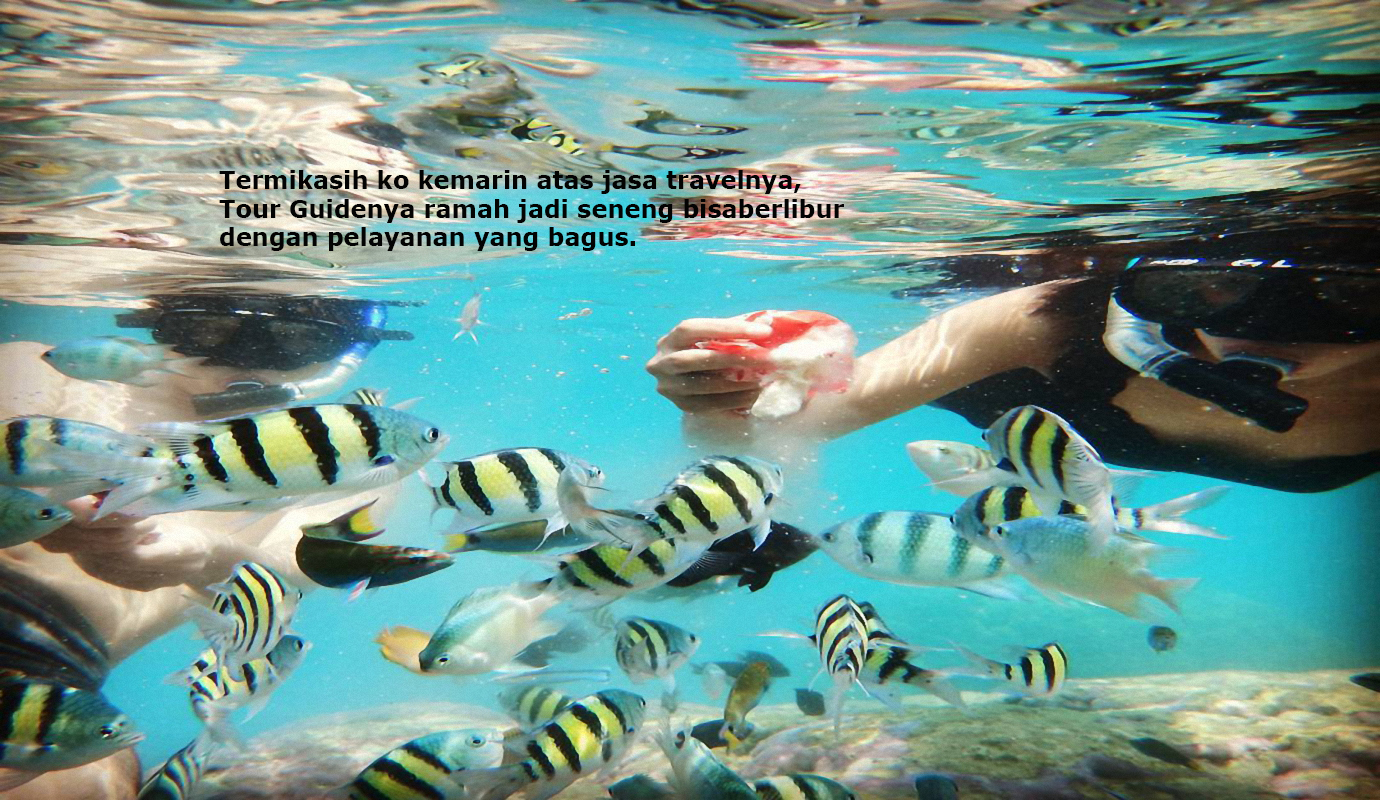 Termikasih ko kemarin atas jasa travelnya,
Tour Guidenya ramah jadi seneng bisaberlibur
dengan pelayanan yang bagus.